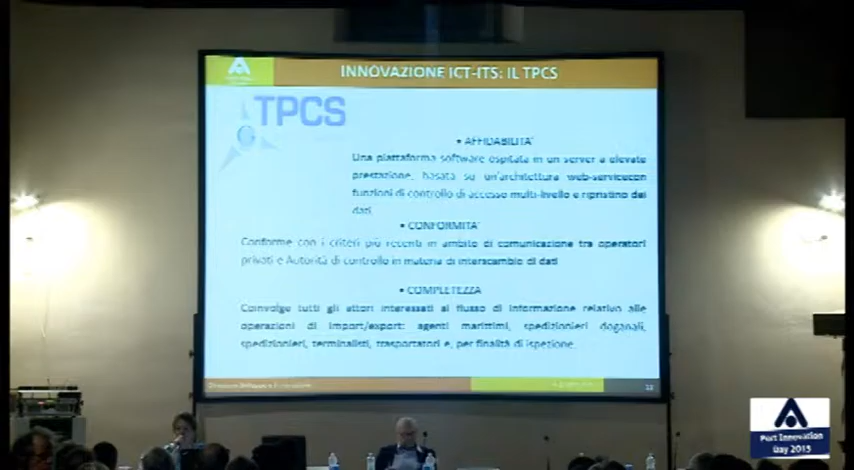 INNOVAZIONE ICT-ITS: IL TPCS
TPCS
• AFFIDABILITA'
Una piattaforma software ospitata in un server a elevate
prestazione, basata su un'architettura web-servicecon
funzioni di controllo di accesso multi-livello e ripristino dei
dati.
• CONFORMITA'
Conforme con i criteri più recenti in ambito di comunicazione tra operatori
privati e Autorità di controllo in materia di interscambio di dati
• COMPLETEZZA
Coinvolge tutti gli attori interessati al flusso di informazione relativo alle
operazioni di import/export: agenti marittimi, spedizionieri doganali,
spedizionieri, terminalisti, trasportatori e, per finalità di ispezione.
Port Innovation
Day 2015